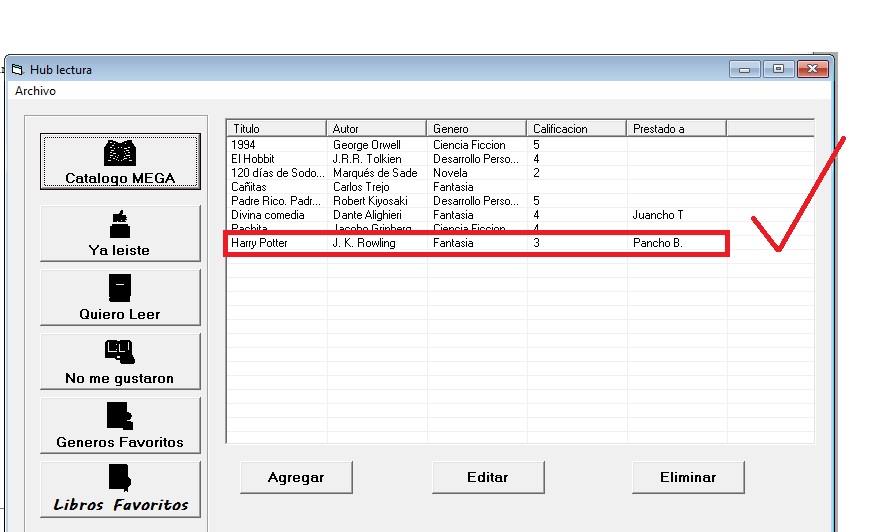 Hub lectura
Archivo
Catalogo MEGA
Ya leiste
Quiero Leer
No me gustaron
Generos Favoritos
Libros Favoritos
Titulo Autor Genero Calificacion Prestado a
1994 George Orwell Ciencia Ficcion 5
El Hobbit J.R.R. Tolkien Desarrollo Perso... 4
120 días de Sodo... Marqués de Sade Novela 2
Cañitas Carlos Trejo Fantasia
Padre Rico. Padr... Robert Kiyosaki Desarrollo Perso... 5
Divina comedia Dante Alighieri Fantasia 4 Juancho T
Pachita Jacobo Grinberg Ciencia Ficcion 4
Harry Potter J. K. Rowling Fantasia 3 Pancho B.
Agregar Editar Eliminar